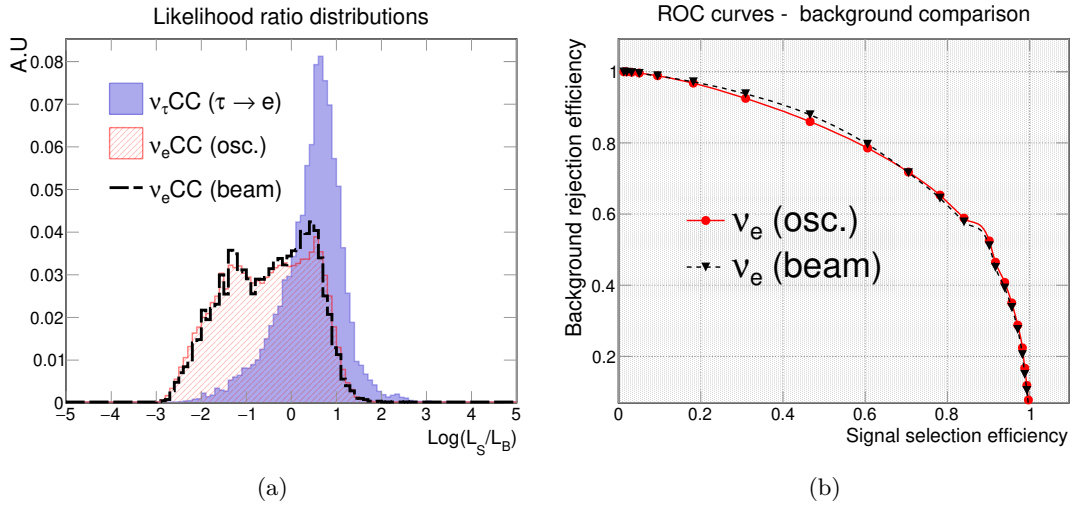 Likelihood ratio distributions
A.U
0.08
0.07
0.06
0.05
0.04
0.03
0.02
0.01
0
ντCC (τ → e)
νeCC (osc.)
νeCC (beam)
−5 −4 −3 −2 −1 0 1 2 3 4 5
Log(LS/LB)
(a)
ROC curves - background comparison
Background rejection efficiency
1
0.8
0.6
0.4
0.2
νe (osc.)
νe (beam)
0 0.2 0.4 0.6 0.8 1
Signal selection efficiency
(b)